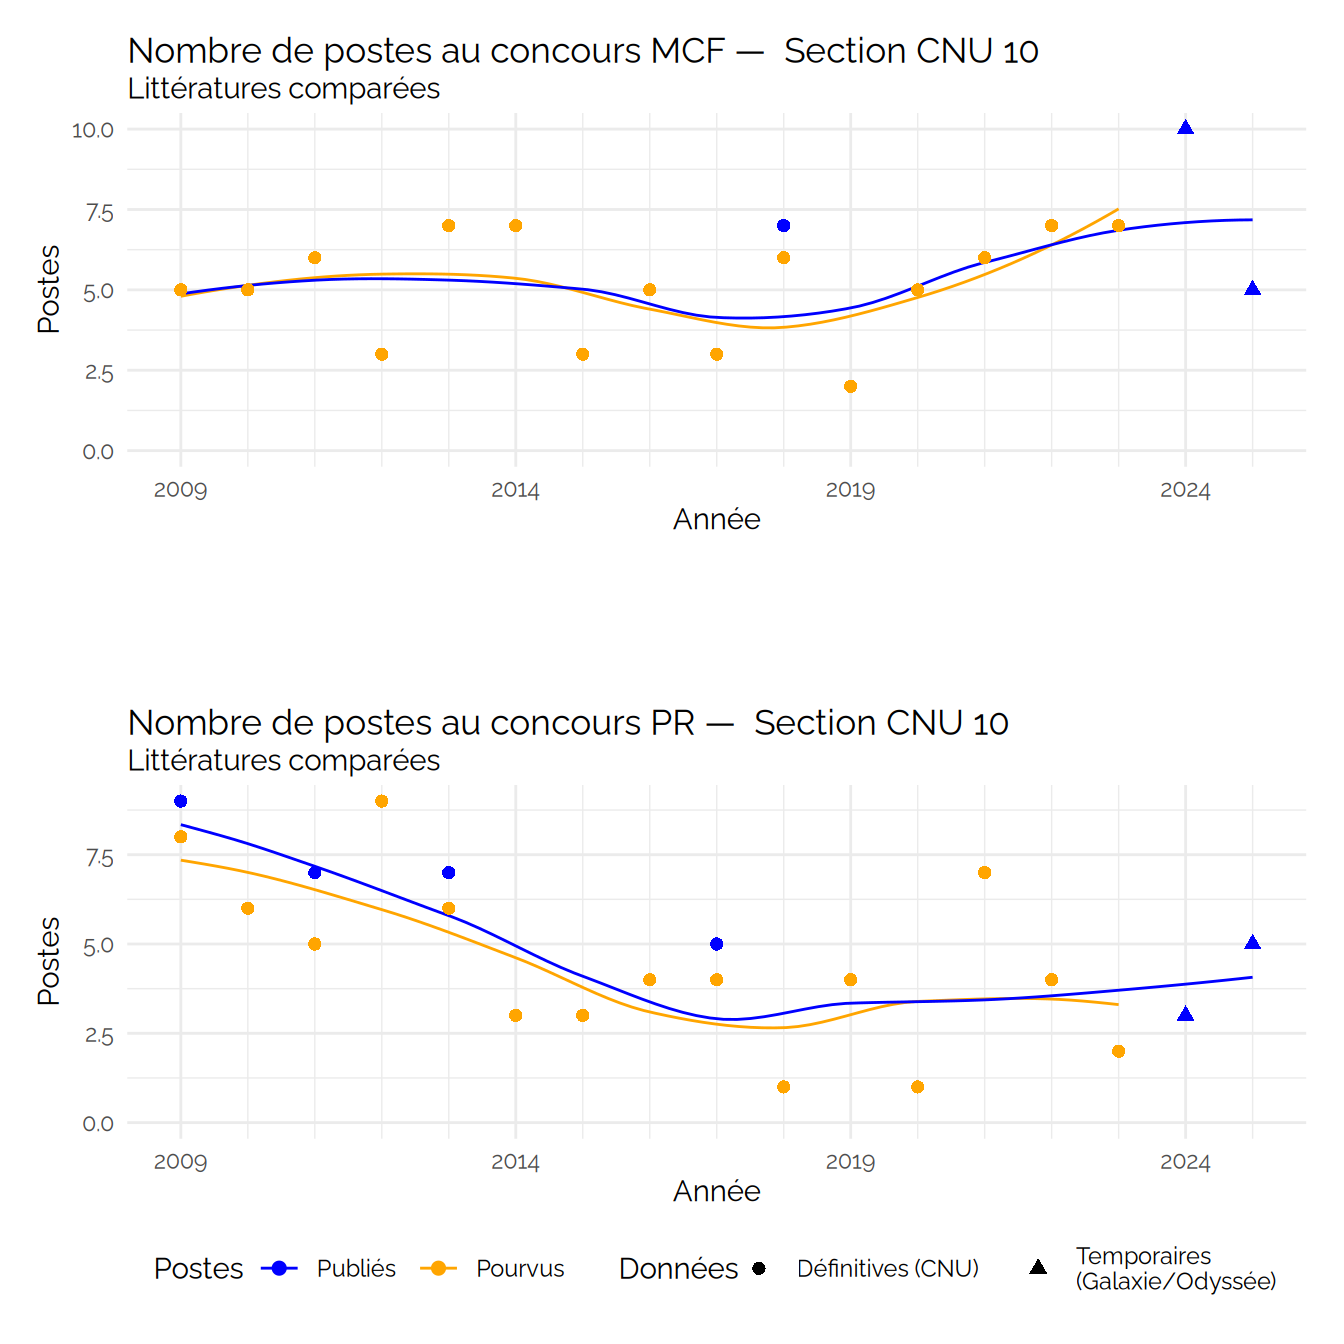 Nombre de postes au concours MCF — Section CNU 10
Littératures comparées
10.0
7.5
5.0
2.5
0.0
Postes
2009 2014 2019 2024
Année
Nombre de postes au concours PR — Section CNU 10
Littératures comparées
7.5
5.0
2.5
0.0
Postes
2009 2014 2019 2024
Année
Postes Publiés Pourvus Données Définitives (CNU) Temporaires
(Galaxie/Odyssée)